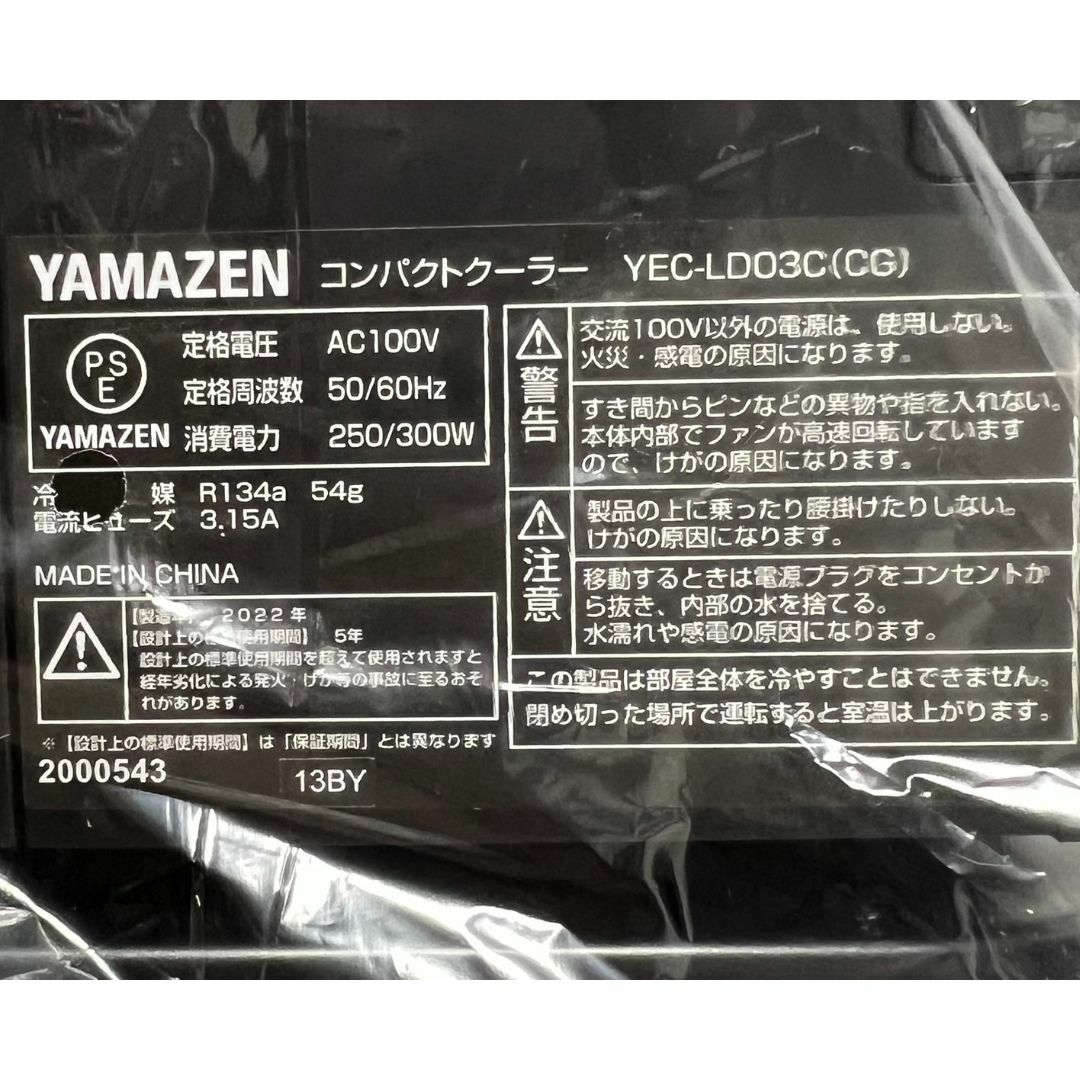 YAMAZEN コンパクトクーラー YEC-LD03C(CG)
PS
E
YAMAZEN
定格電圧 AC100V
定格周波数 50/60Hz
消費電力 250/300W
冷 媒 R134a 54g
電流ヒューズ 3.15A
MADE IN CHINA
【製造年】 2022年
【設計上の標準使用期間】 5年
設計上の標準使用期間を超えて使用されますと
経年劣化による発火・けが等の事故に至るおそ
れがあります。
※【設計上の標準使用期間】は「保証期間」とは異なります
2000543
13BY
警告
交流100V以外の電源は、使用しない。
火災・感電の原因になります。
すき間からピンなどの異物や指を入れない。
本体内部でファンが高速回転しています
ので、けがの原因になります。
注意
製品の上に乗ったり腰掛けたりしない。
けがの原因になります。
移動するときは電源プラグをコンセントか
ら抜き、内部の水を捨てる。
水濡れや感電の原因になります。
この製品は部屋全体を冷やすことはできません。
閉め切った場所で運転すると室温は上がります。